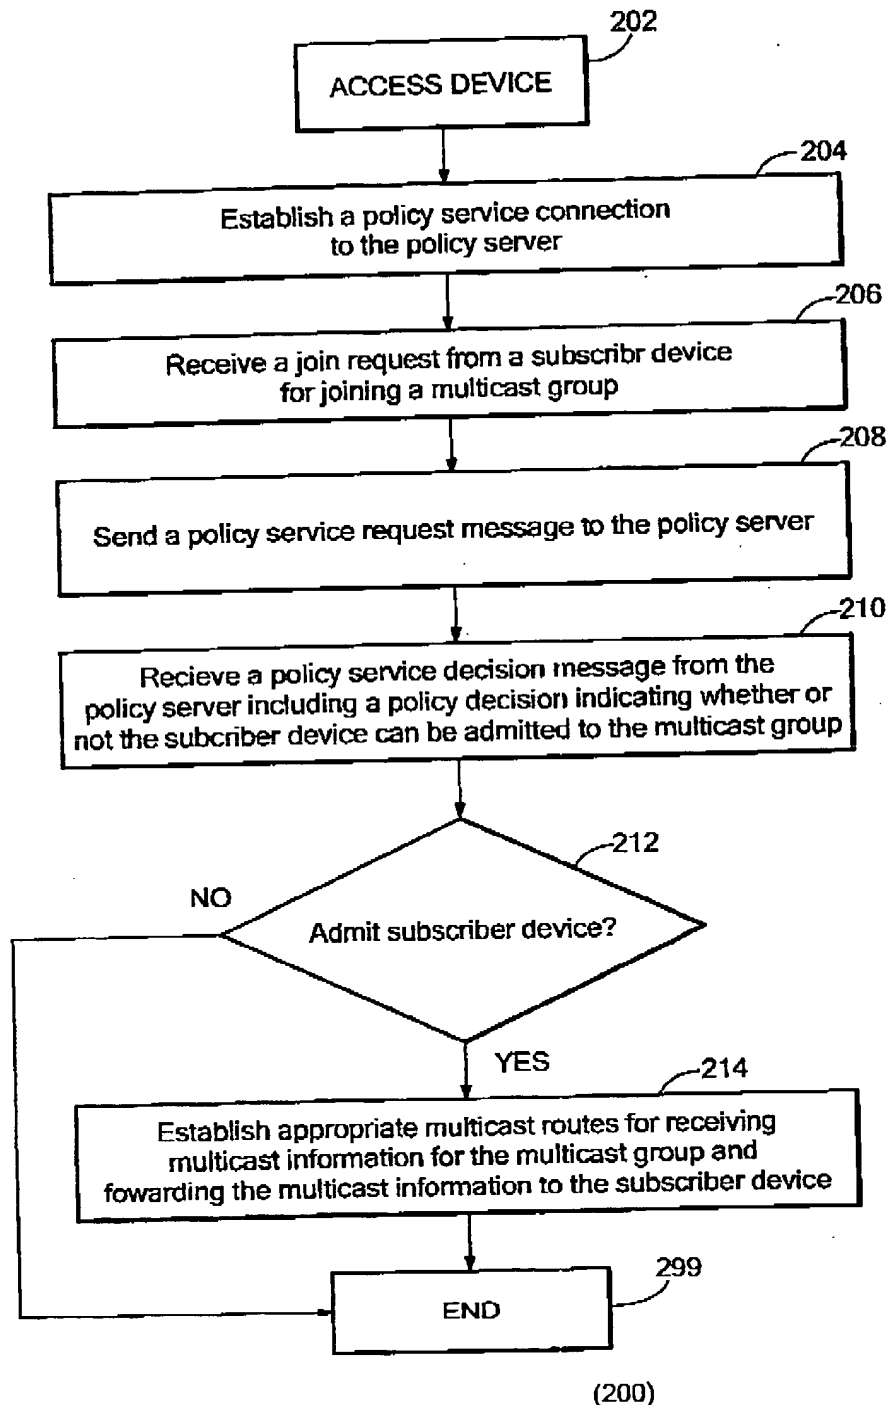 202
ACCESS DEVICE
204
Establish a policy service connection
to the policy server
206
Receive a join request from a subscribr device
for joining a multicast group
208
Send a policy service request message to the policy server
210
Recieve a policy service decision message from the
policy server including a policy decision indicating whether or
not the subcriber device can be admitted to the multicast group
212
NO
Admit subscriber device?
YES
214
Establish appropriate multicast routes for receiving
multicast information for the multicast group and
fowarding the multicast information to the subscriber device
299
END
(200)